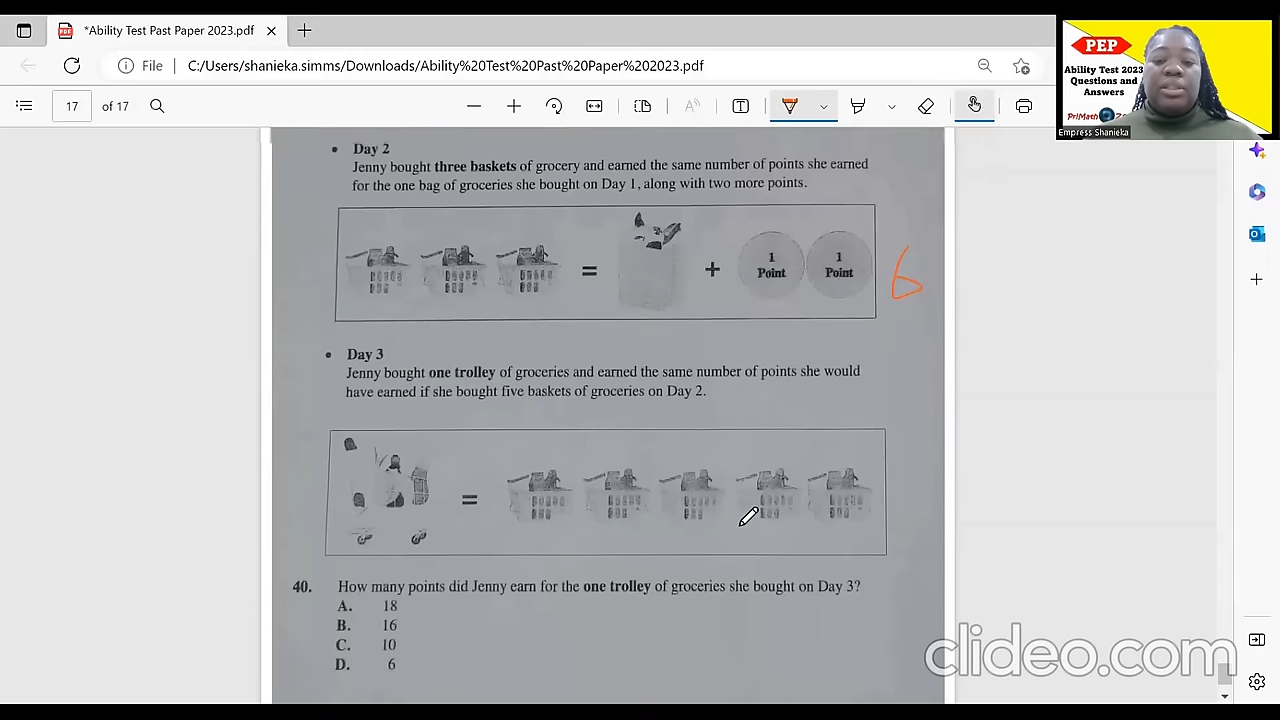 *Ability Test Past Paper 2023.pdf
File
C:/Users/shanieka.simms/Downloads/Ability%20Test%20Past%20Paper%202023.pdf
17 of 17
PEP
Ability Test 2023
Questions and
Answers
PriMath
Empress Shanieka
• Day 2
Jenny bought three baskets of grocery and earned the same number of points she earned
for the one bag of groceries she bought on Day 1, along with two more points.
= + 1 Point 1 Point 6
• Day 3
Jenny bought one trolley of groceries and earned the same number of points she would
have earned if she bought five baskets of groceries on Day 2.
=
40. How many points did Jenny earn for the one trolley of groceries she bought on Day 3?
A. 18
B. 16
C. 10
D. 6
clideo.com